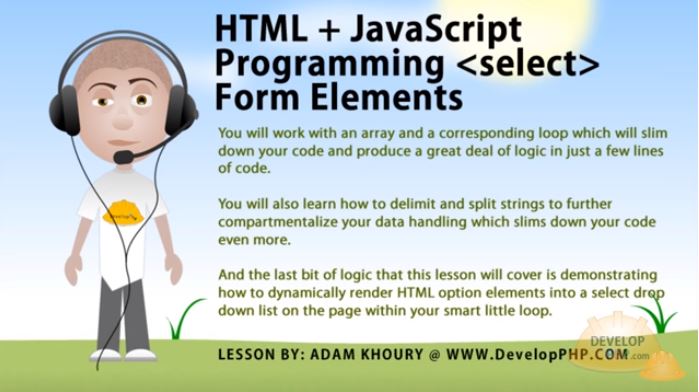 HTML + JavaScript
Programming <select>
Form Elements
You will work with an array and a corresponding loop which will slim
down your code and produce a great deal of logic in just a few lines
of code.
You will also learn how to delimit and split strings to further
compartmentalize your data handling which slims down your code
even more.
And the last bit of logic that this lesson will cover is demonstrating
how to dynamically render HTML option elements into a select drop
down list on the page within your smart little loop.
LESSON BY: ADAM KHOURY @ WWW.DevelopPHP.COM
DEVELOP
PHP.com